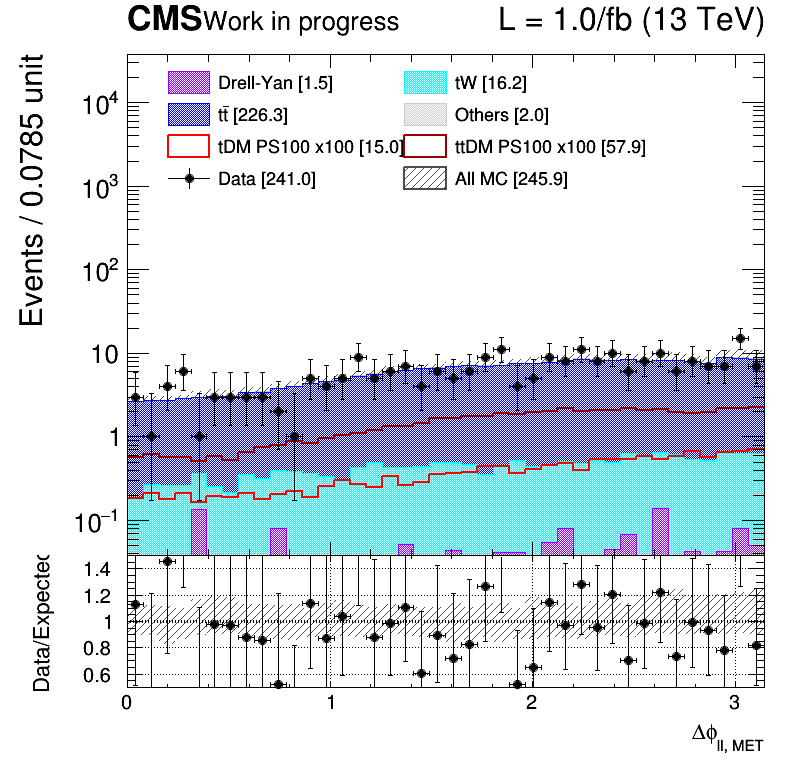 CMS Work in progress L = 1.0/fb (13 TeV)
Events / 0.0785 unit
Drell-Yan [1.5] tW [16.2]
tt̄ [226.3] Others [2.0]
tDM PS100 x100 [15.0] ttDM PS100 x100 [57.9]
Data [241.0] All MC [245.9]
10⁴
10³
10²
10
1
10⁻¹
Data/Expected
1.4
1.2
1
0.8
0.6
0 1 2 3
Δϕll, MET